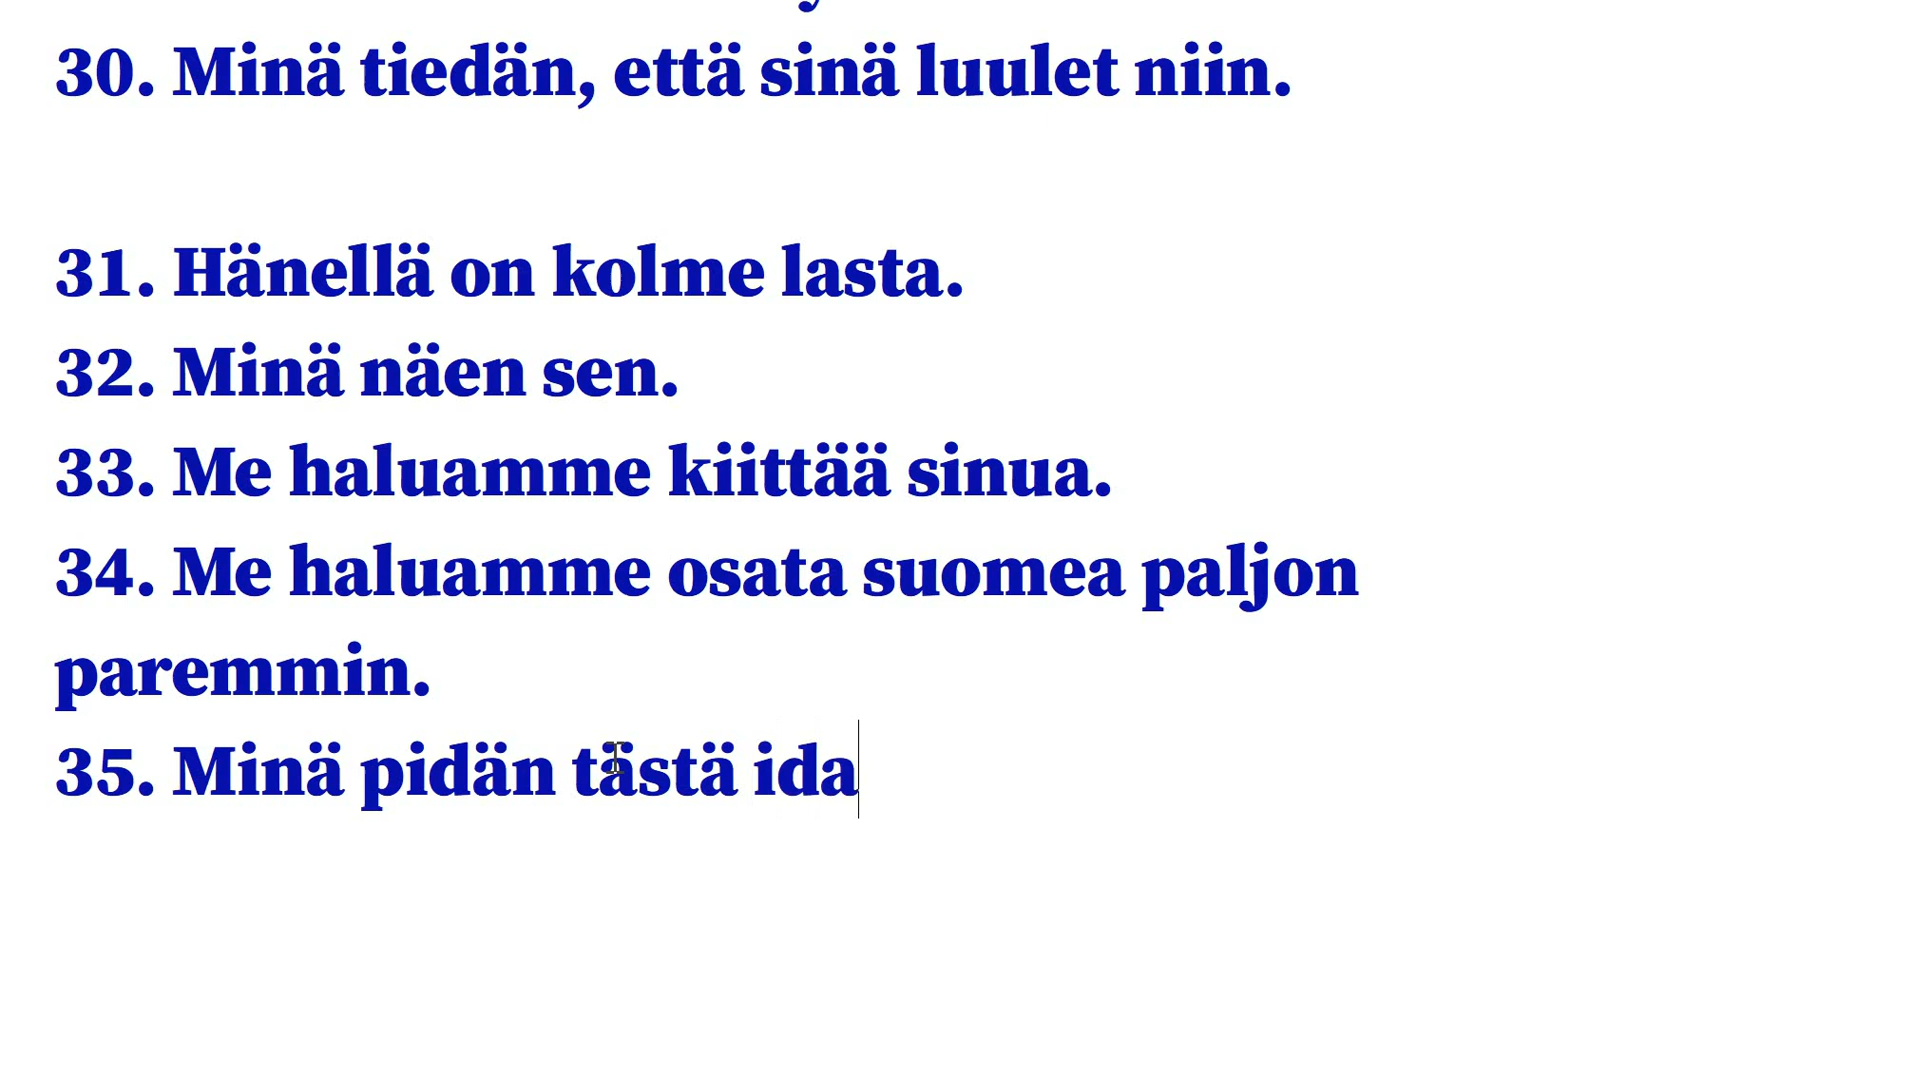 30. Minä tiedän, että sinä luulet niin.
31. Hänellä on kolme lasta.
32. Minä näen sen.
33. Me haluamme kiittää sinua.
34. Me haluamme osata suomea paljon
paremmin.
35. Minä pidän tästä ida